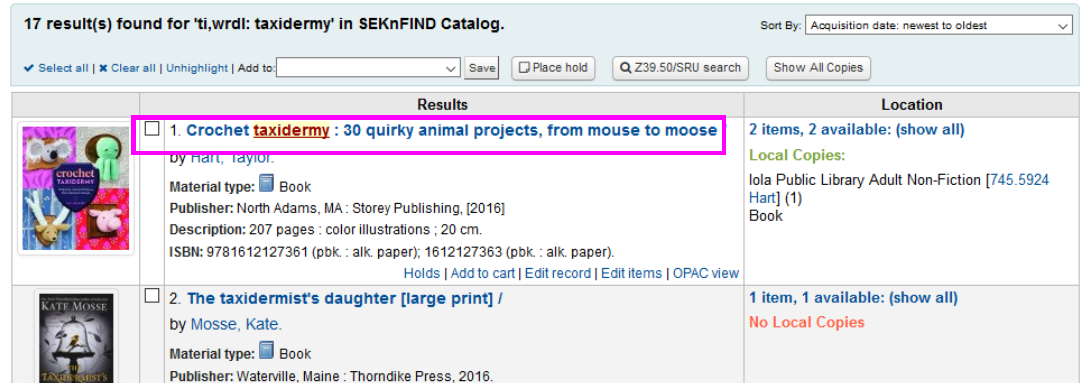 17 result(s) found for 'ti,wrdl: taxidermy' in SEKnFIND Catalog.
Sort By: Acquisition date: newest to oldest
Select all | Clear all | Unhighlight | Add to: Save Place hold Z39.50/SRU search Show All Copies
Results Location
crochet
TAXIDERMY
1. Crochet taxidermy : 30 quirky animal projects, from mouse to moose /
by Hart, Taylor.
Material type: Book
Publisher: North Adams, MA : Storey Publishing, [2016]
Description: 207 pages : color illustrations ; 20 cm.
ISBN: 9781612127361 (pbk. : alk. paper); 1612127363 (pbk. : alk. paper).
Holds | Add to cart | Edit record | Edit items | OPAC view
2 items, 2 available: (show all)
Local Copies:
Iola Public Library Adult Non-Fiction [745.5924
Hart] (1)
Book
KATE MOSSE
THE
TAXIDERMIST'S
2. The taxidermist's daughter [large print] /
by Mosse, Kate.
Material type: Book
Publisher: Waterville, Maine : Thorndike Press, 2016.
1 item, 1 available: (show all)
No Local Copies